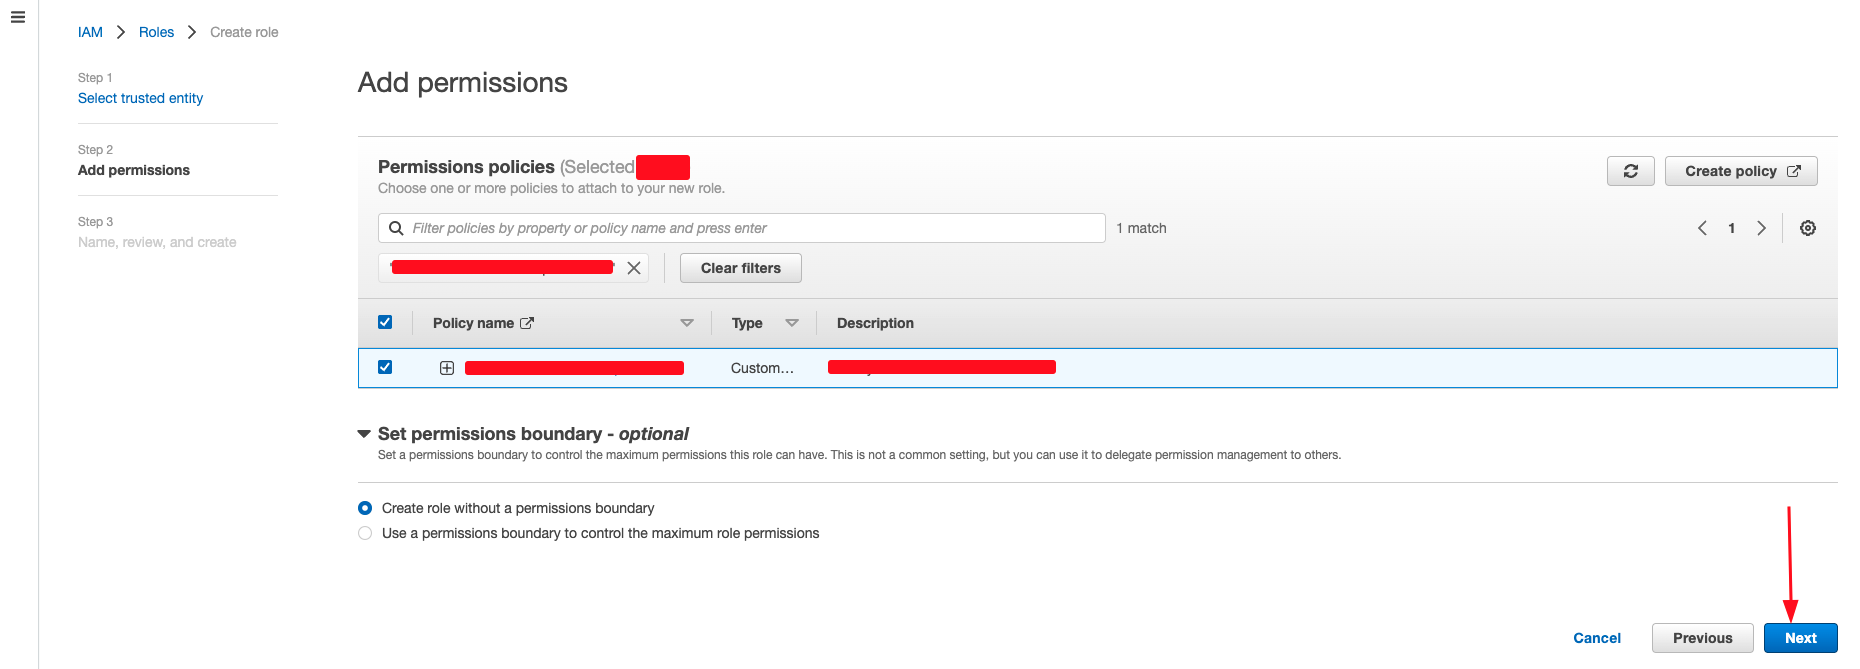 IAM > Roles > Create role
Step 1
Select trusted entity
Step 2
Add permissions
Step 3
Name, review, and create
Add permissions
Permissions policies (Selected
Choose one or more policies to attach to your new role.
Create policy
Filter policies by property or policy name and press enter
1 match
1
Clear filters
Policy name Type Description
Custom...
Set permissions boundary - optional
Set a permissions boundary to control the maximum permissions this role can have. This is not a common setting, but you can use it to delegate permission management to others.
Create role without a permissions boundary
Use a permissions boundary to control the maximum role permissions
Cancel Previous Next